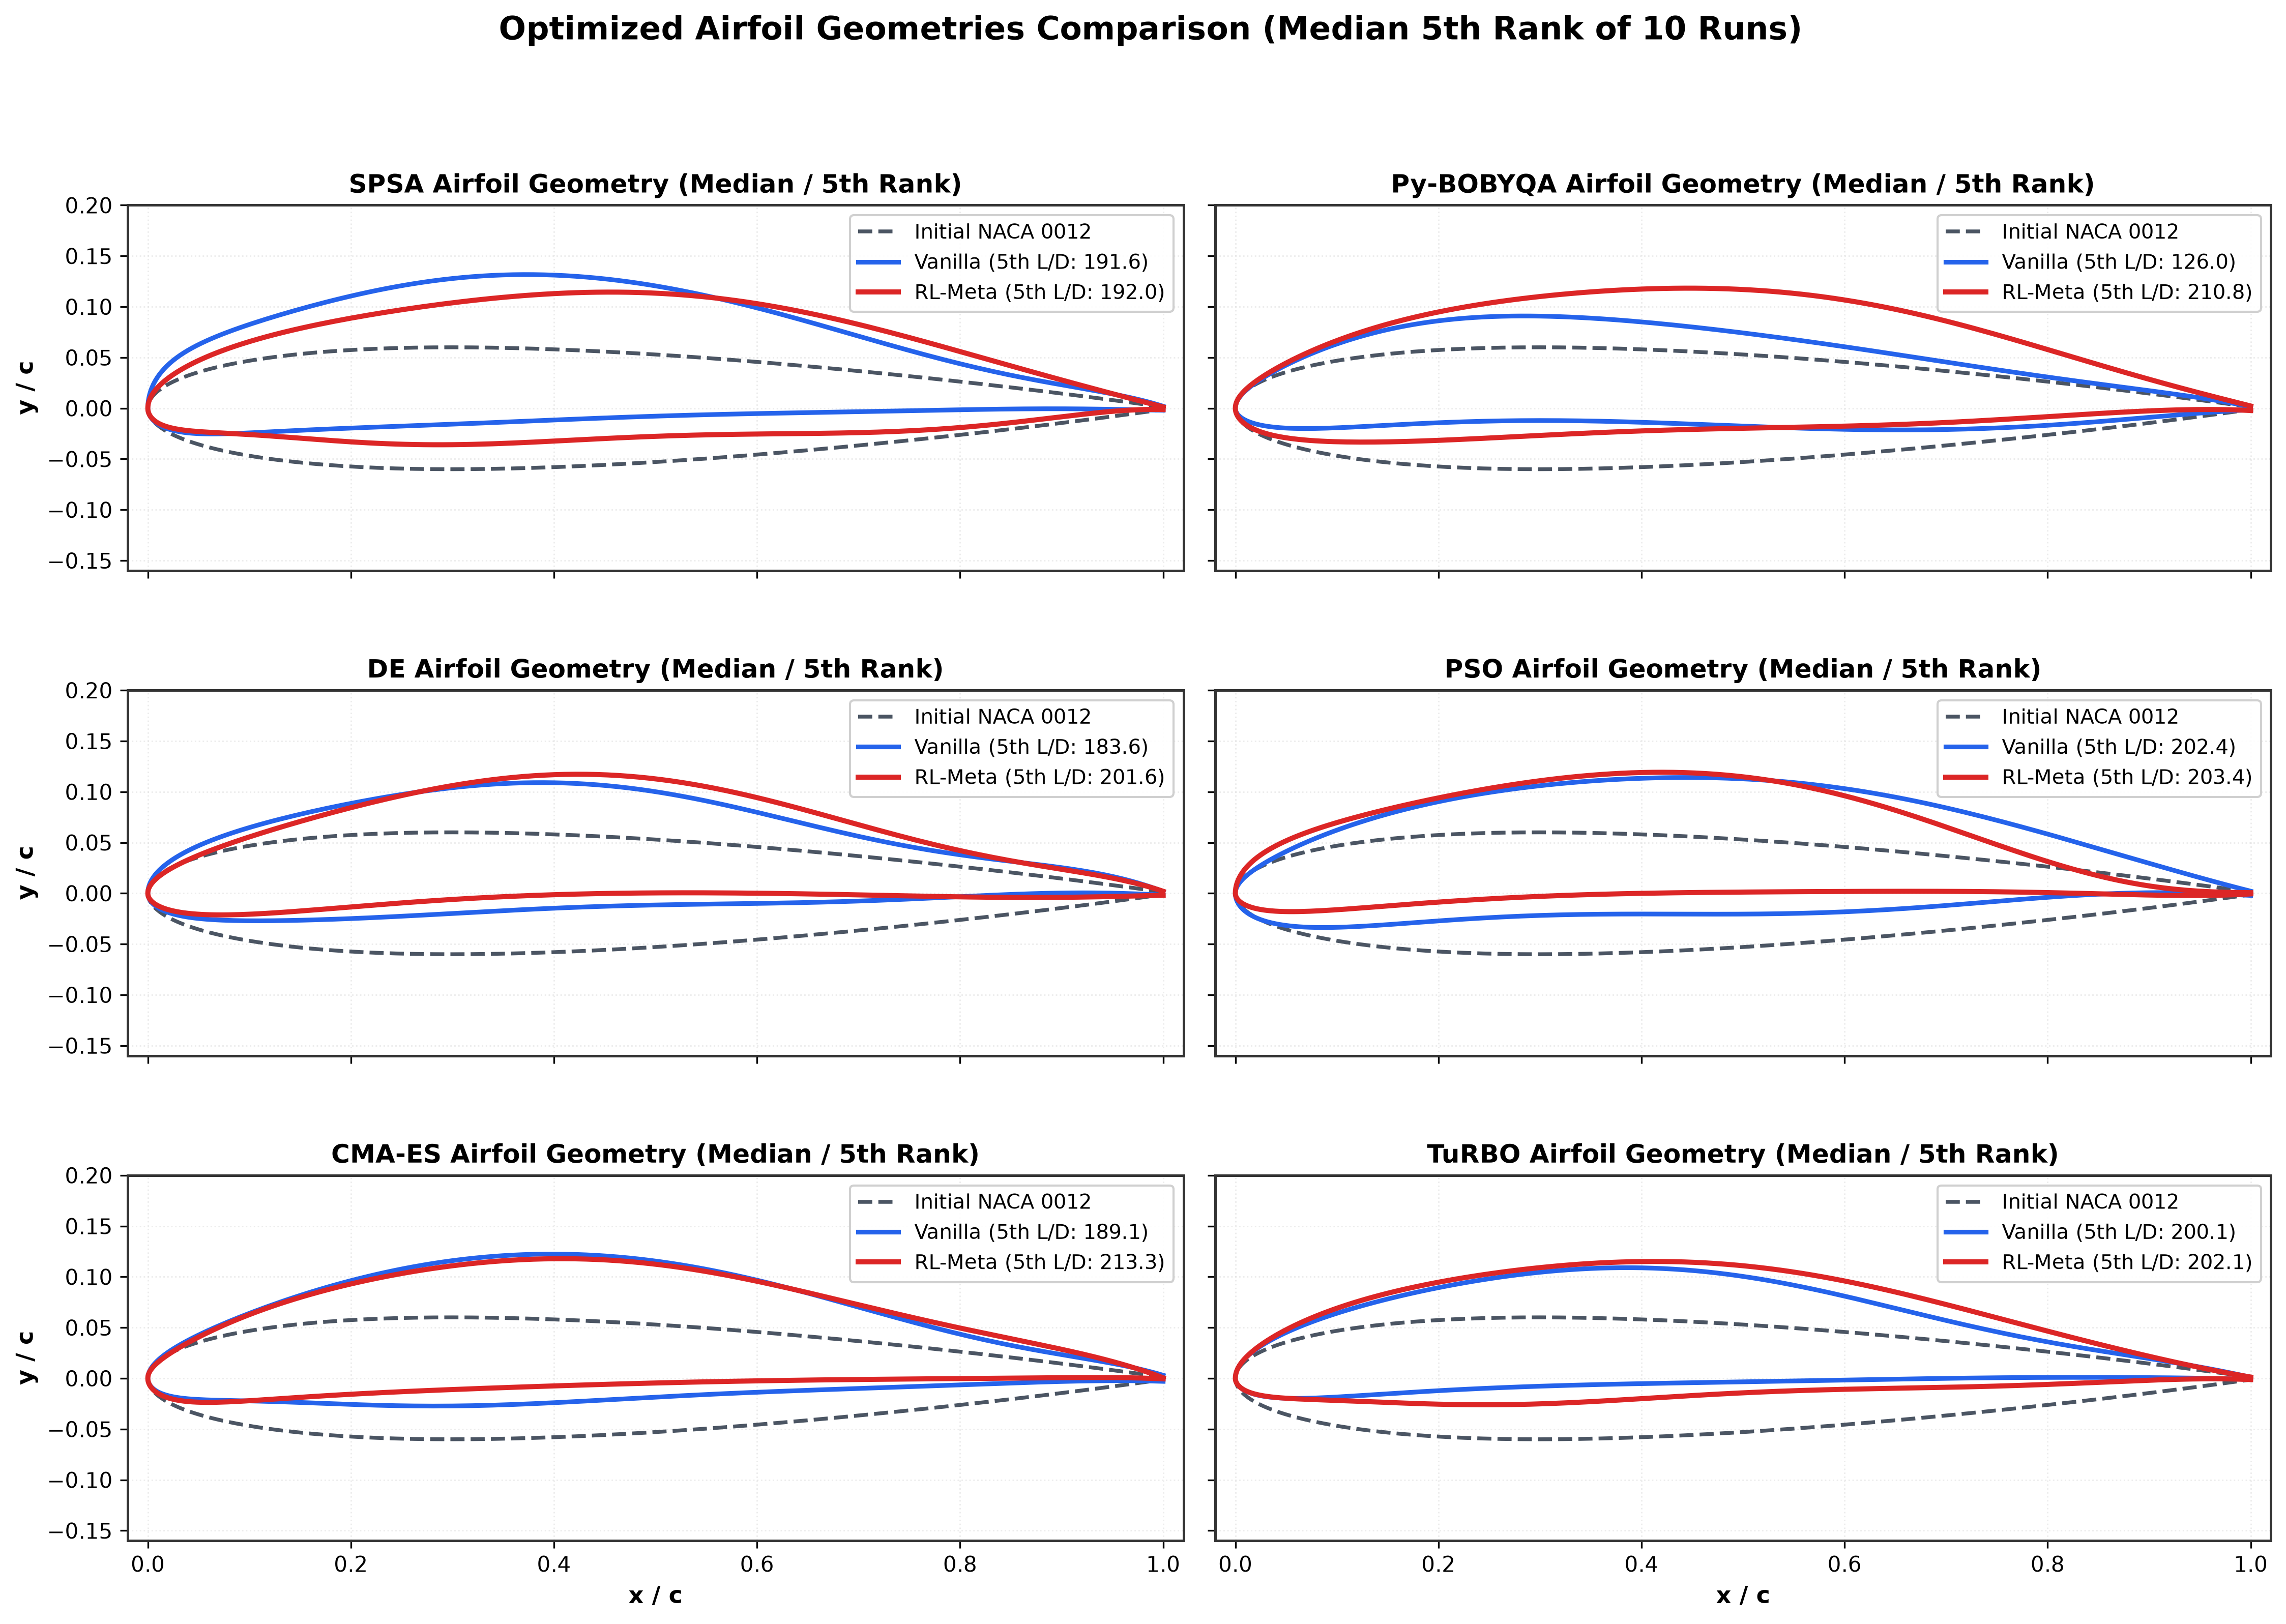 Optimized Airfoil Geometries Comparison (Median 5th Rank of 10 Runs)
SPSA Airfoil Geometry (Median / 5th Rank)
y / c
0.20
0.15
0.10
0.05
0.00
−0.05
−0.10
−0.15
Initial NACA 0012
Vanilla (5th L/D: 191.6)
RL-Meta (5th L/D: 192.0)
Py-BOBYQA Airfoil Geometry (Median / 5th Rank)
Initial NACA 0012
Vanilla (5th L/D: 126.0)
RL-Meta (5th L/D: 210.8)
DE Airfoil Geometry (Median / 5th Rank)
y / c
0.20
0.15
0.10
0.05
0.00
−0.05
−0.10
−0.15
Initial NACA 0012
Vanilla (5th L/D: 183.6)
RL-Meta (5th L/D: 201.6)
PSO Airfoil Geometry (Median / 5th Rank)
Initial NACA 0012
Vanilla (5th L/D: 202.4)
RL-Meta (5th L/D: 203.4)
CMA-ES Airfoil Geometry (Median / 5th Rank)
y / c
0.20
0.15
0.10
0.05
0.00
−0.05
−0.10
−0.15
Initial NACA 0012
Vanilla (5th L/D: 189.1)
RL-Meta (5th L/D: 213.3)
0.0 0.2 0.4 0.6 0.8 1.0
x / c
TuRBO Airfoil Geometry (Median / 5th Rank)
Initial NACA 0012
Vanilla (5th L/D: 200.1)
RL-Meta (5th L/D: 202.1)
0.0 0.2 0.4 0.6 0.8 1.0
x / c